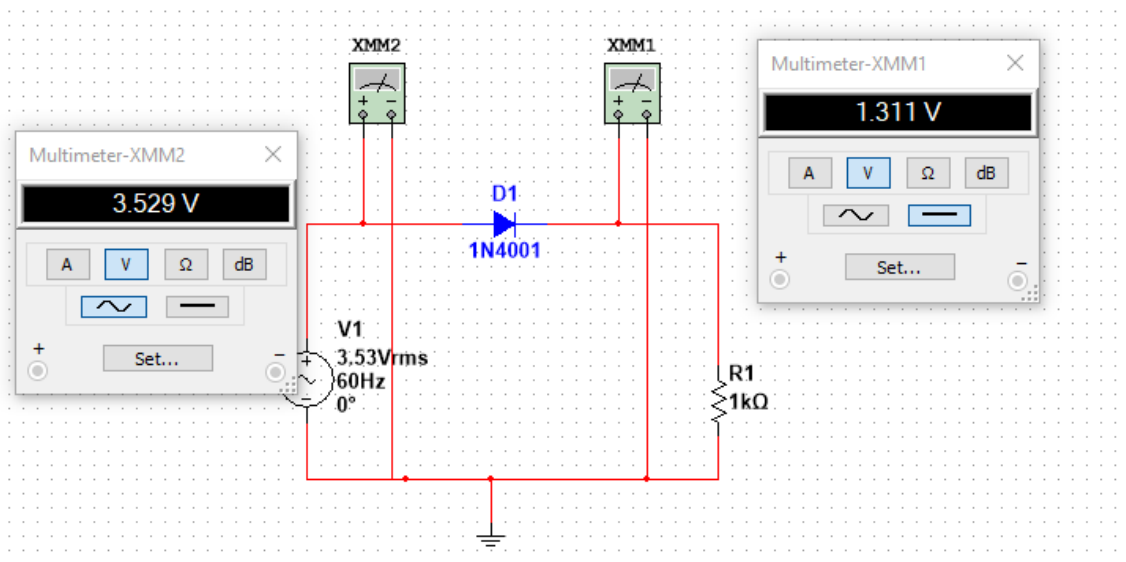 XMM2
XMM1
Multimeter-XMM1
1.311 V
A V Ω dB
+ −
Set...
Multimeter-XMM2
3.529 V
A V Ω dB
+ −
Set...
+ −
+ −
D1
1N4001
V1
3.53Vrms
60Hz
0°
+
−
R1
1kΩ